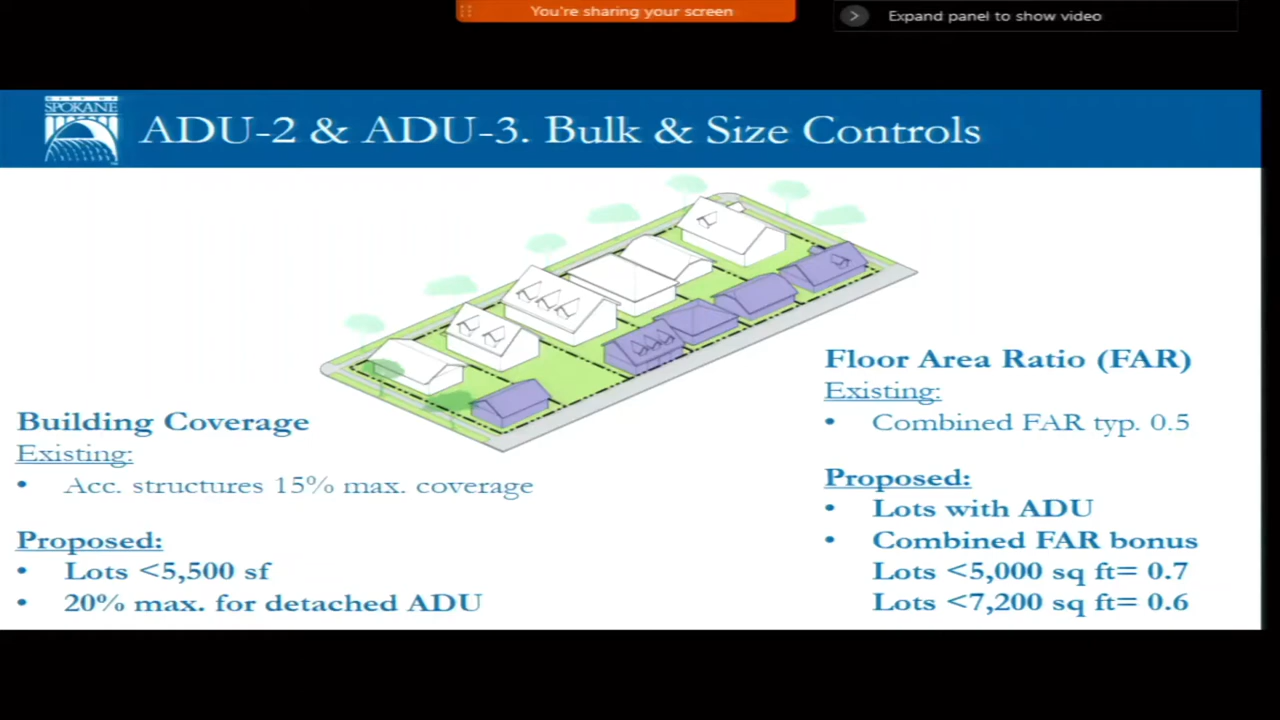 You're sharing your screen
Expand panel to show video
SPOKANE
ADU-2 & ADU-3. Bulk & Size Controls
Floor Area Ratio (FAR)
Existing:
• Combined FAR typ. 0.5
Proposed:
• Lots with ADU
• Combined FAR bonus
Lots <5,000 sq ft= 0.7
Lots <7,200 sq ft= 0.6
Building Coverage
Existing:
• Acc. structures 15% max. coverage
Proposed:
• Lots <5,500 sf
• 20% max. for detached ADU